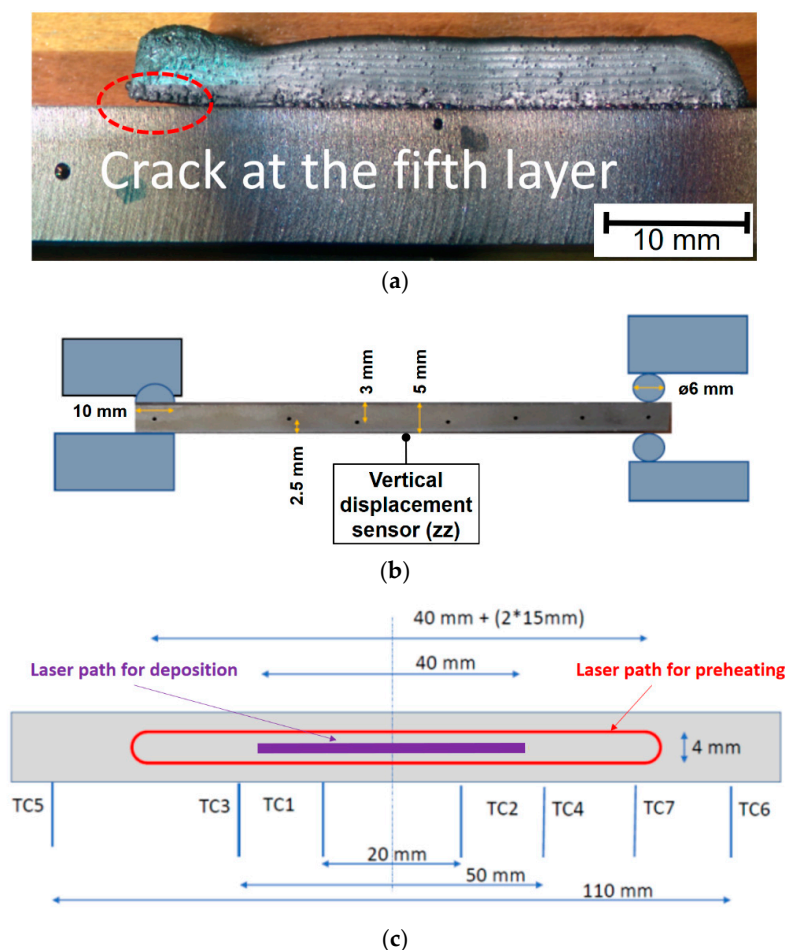 Crack at the fifth layer
10 mm
(a)
10 mm
3 mm
5 mm
ø6 mm
2.5 mm
Vertical
displacement
sensor (zz)
(b)
40 mm + (2*15mm)
Laser path for deposition
40 mm
Laser path for preheating
4 mm
TC5
TC3
TC1
TC2
TC4
TC7
TC6
20 mm
50 mm
110 mm
(c)